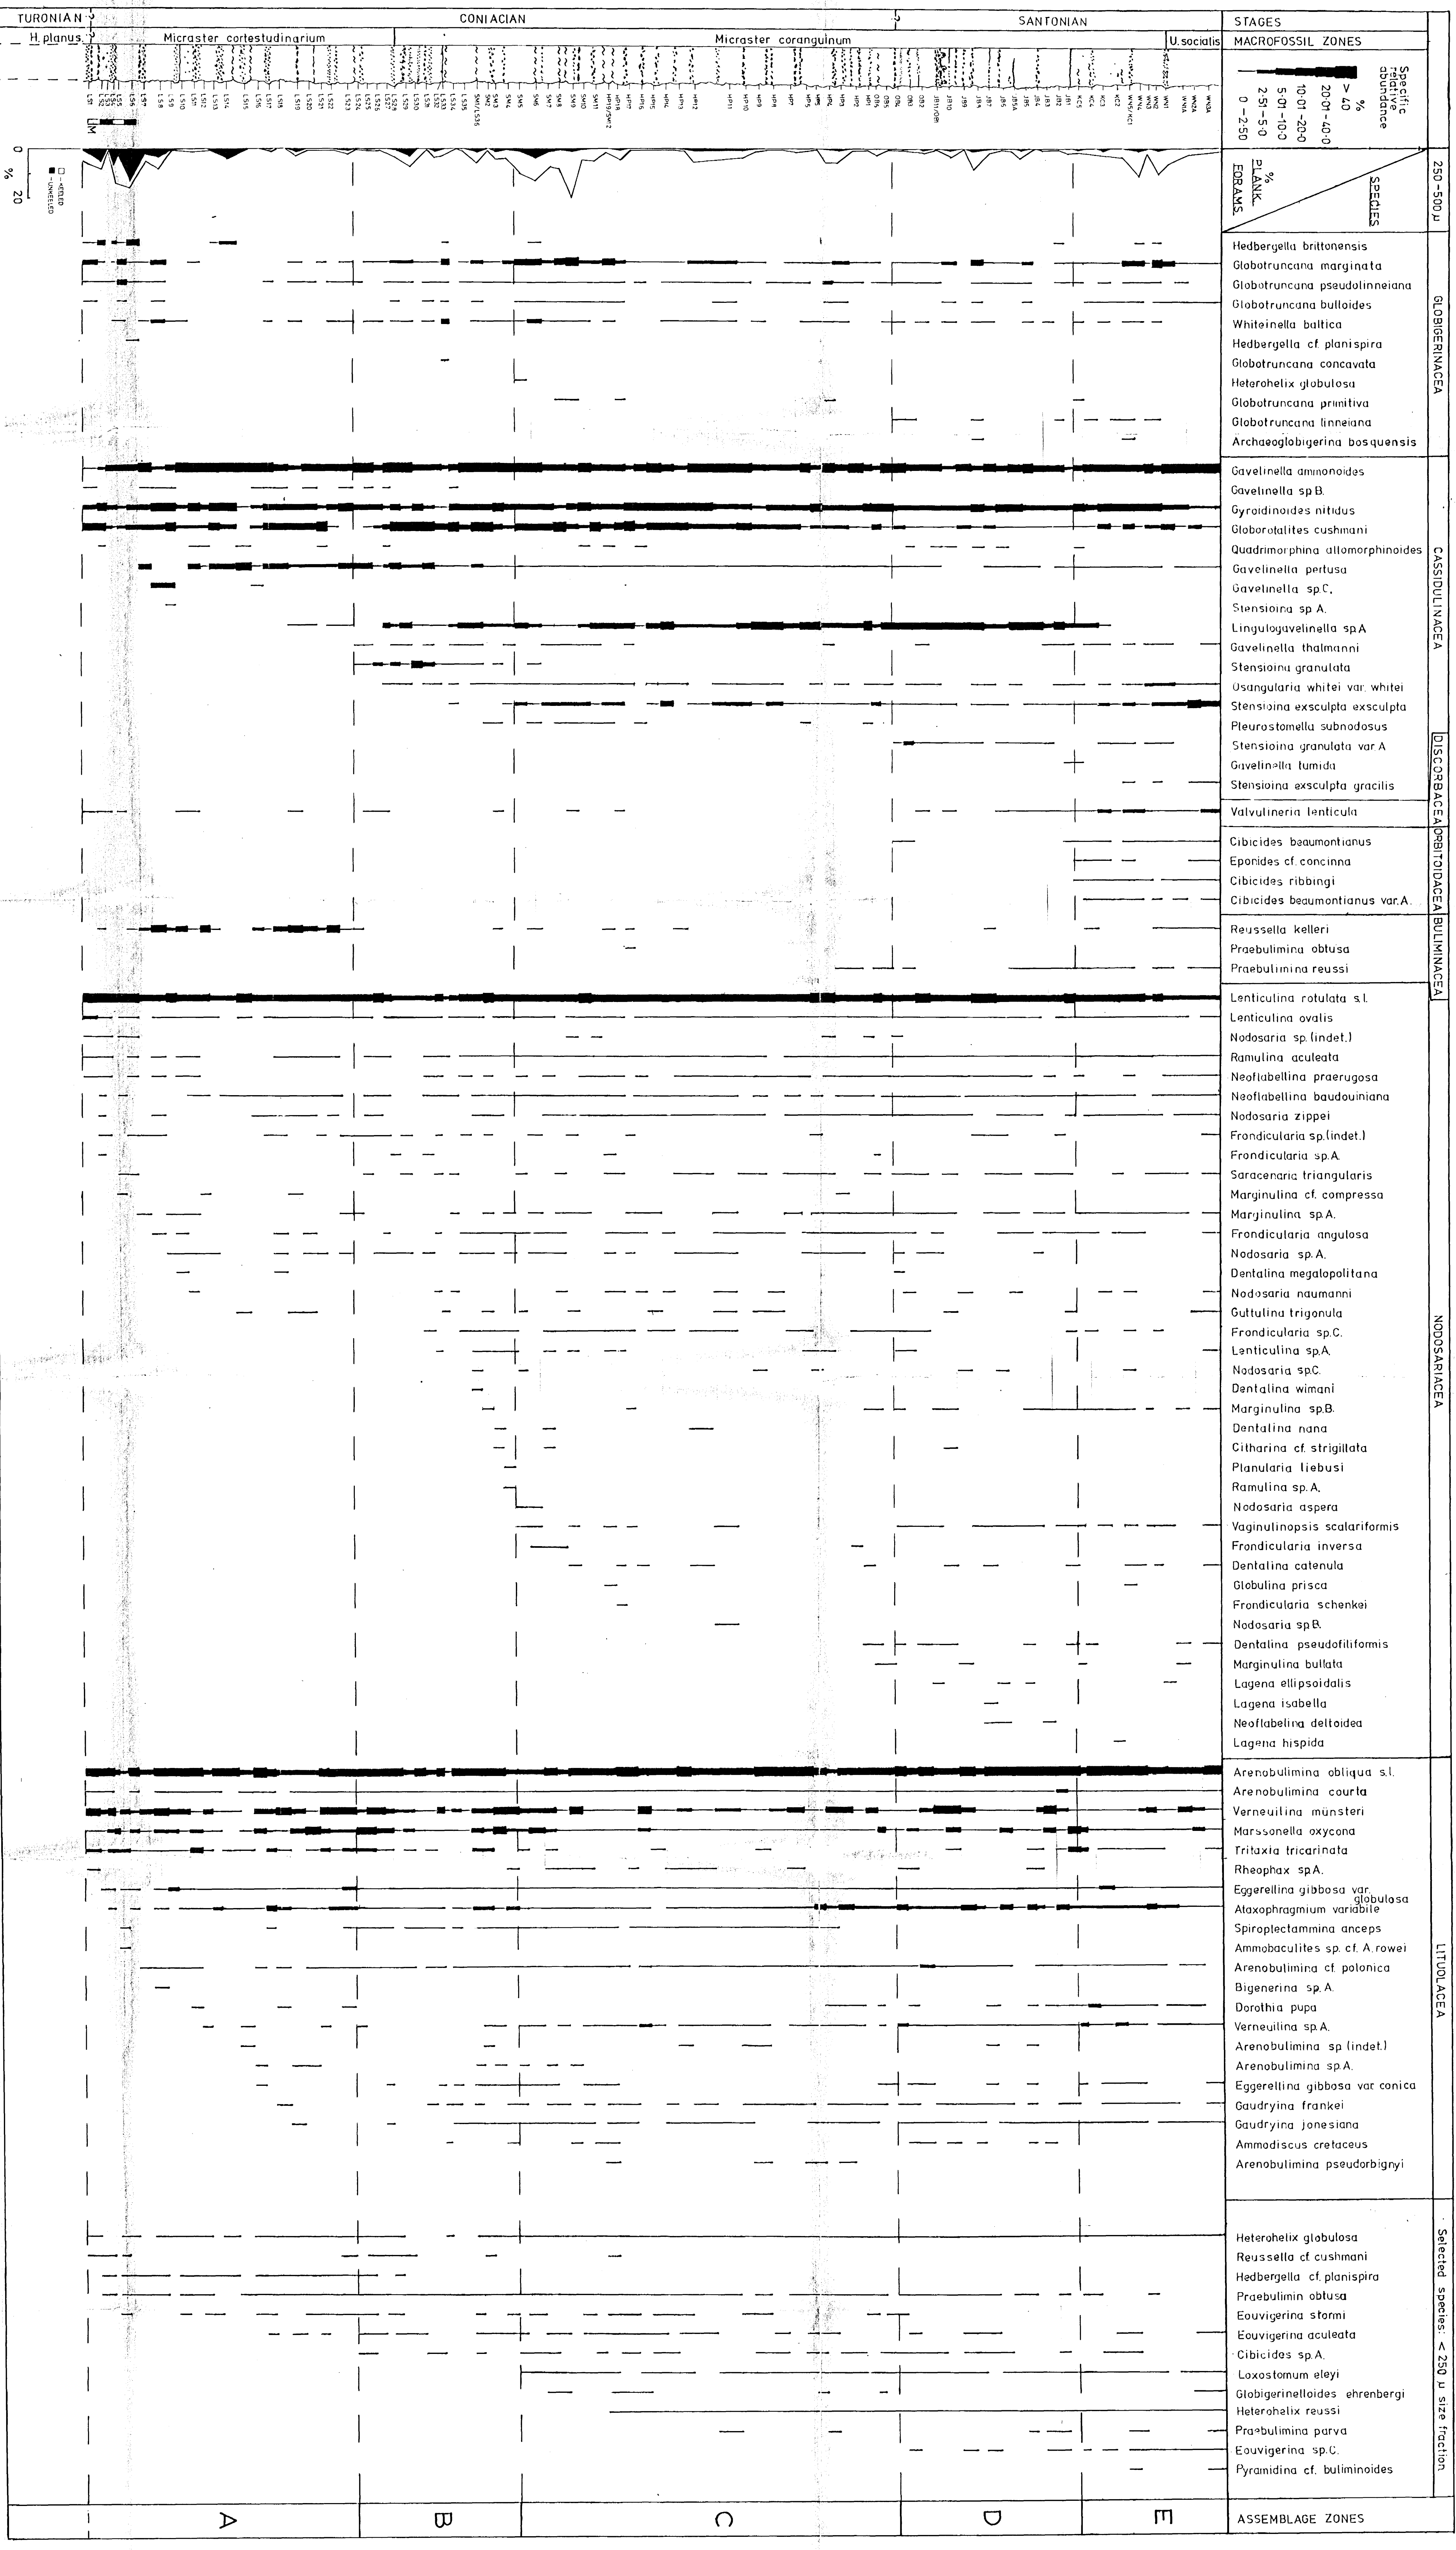 TURONIAN
?
CONIACIAN
?
SANTONIAN
STAGES
H. planus.
Micraster cortestudinarium
Micraster coranguinum
U. socialis
MACROFOSSIL ZONES
Specific
relative
abundance
%
> 40
20·01 - 40·0
10·01 - 20·0
5·01 - 10·0
2·51 - 5·0
0 - 2·50
UM
0
20
%
□ - KEELED
■ - UNKEELED
250 - 500 µ
SPECIES
%
PLANK.
FORAMS.
GLOBIGERINACEA
Hedbergella brittonensis
Globotruncana marginata
Globotruncana pseudolinneiana
Globotruncana bulloides
Whiteinella baltica
Hedbergella cf. planispira
Globotruncana concavata
Heterohelix globulosa
Globotruncana primitiva
Globotruncana linneiana
Archaeoglobigerina bosquensis
CASSIDULINACEA
Gavelinella ammonoides
Gavelinella sp.B.
Gyroidinoides nitidus
Globorotalites cushmani
Quadrimorphina allomorphinoides
Gavelinella pertusa
Gavelinella sp.C.
Stensioina sp.A.
Lingulogavelinella sp.A
Gavelinella thalmanni
Stensioina granulata
Osangularia whitei var. whitei
Stensioina exsculpta exsculpta
Pleurostomella subnodosus
Stensioina granulata var.A
Gavelinella tumida
Stensioina exsculpta gracilis
DISCORBACEA
Valvulineria lenticula
ORBITOIDACEA
Cibicides beaumontianus
Eponides cf. concinna
Cibicides ribbingi
Cibicides beaumontianus var.A.
BULIMINACEA
Reussella kelleri
Praebulimina obtusa
Praebulimina reussi
NODOSARIACEA
Lenticulina rotulata s.l.
Lenticulina ovalis
Nodosaria sp.(indet.)
Ramulina aculeata
Neoflabellina praerugosa
Neoflabellina baudouiniana
Nodosaria zippei
Frondicularia sp.(indet.)
Frondicularia sp.A.
Saracenaria triangularis
Marginulina cf. compressa
Marginulina sp.A.
Frondicularia angulosa
Nodosaria sp.A.
Dentalina megalopolitana
Nodosaria naumanni
Guttulina trigonula
Frondicularia sp.C.
Lenticulina sp.A.
Nodosaria sp.C.
Dentalina wimani
Marginulina sp.B.
Dentalina nana
Citharina cf. strigillata
Planularia liebusi
Ramulina sp.A.
Nodosaria aspera
Vaginulinopsis scalariformis
Frondicularia inversa
Dentalina catenula
Globulina prisca
Frondicularia schenkei
Nodosaria sp.B.
Dentalina pseudofiliformis
Marginulina bullata
Lagena ellipsoidalis
Lagena isabella
Neoflabelina deltoidea
Lagena hispida
LITUOLACEA
Arenobulimina obliqua s.l.
Arenobulimina courta
Verneuilina münsteri
Marssonella oxycona
Tritaxia tricarinata
Rheophax sp.A.
Eggerellina gibbosa var.
globulosa
Ataxophragmium variabile
Spiroplectammina anceps
Ammobaculites sp. cf. A. rowei
Arenobulimina cf. polonica
Bigenerina sp.A.
Dorothia pupa
Verneuilina sp.A.
Arenobulimina sp (indet.)
Arenobulimina sp.A.
Eggerellina gibbosa var. conica
Gaudryina frankei
Gaudryina jonesiana
Ammodiscus cretaceus
Arenobulimina pseudorbignyi
Selected species: < 250 µ size fraction
Heterohelix globulosa
Reussella cf. cushmani
Hedbergella cf. planispira
Praebulimin obtusa
Eouvigerina stormi
Eouvigerina aculeata
Cibicides sp.A.
Loxostomum eleyi
Globigerinelloides ehrenbergi
Heterohelix reussi
Praebulimina parva
Eouvigerina sp.C.
Pyramidina cf. buliminoides
A
B
C
D
E
ASSEMBLAGE ZONES